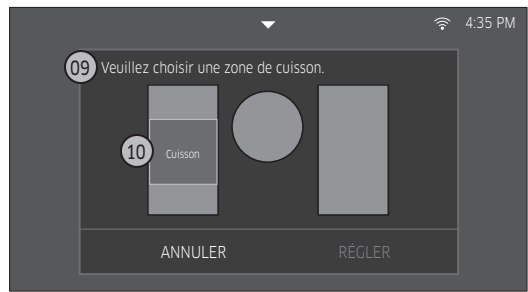 4:35 PM
09 Veuillez choisir une zone de cuisson.
10 Cuisson
ANNULER RÉGLER